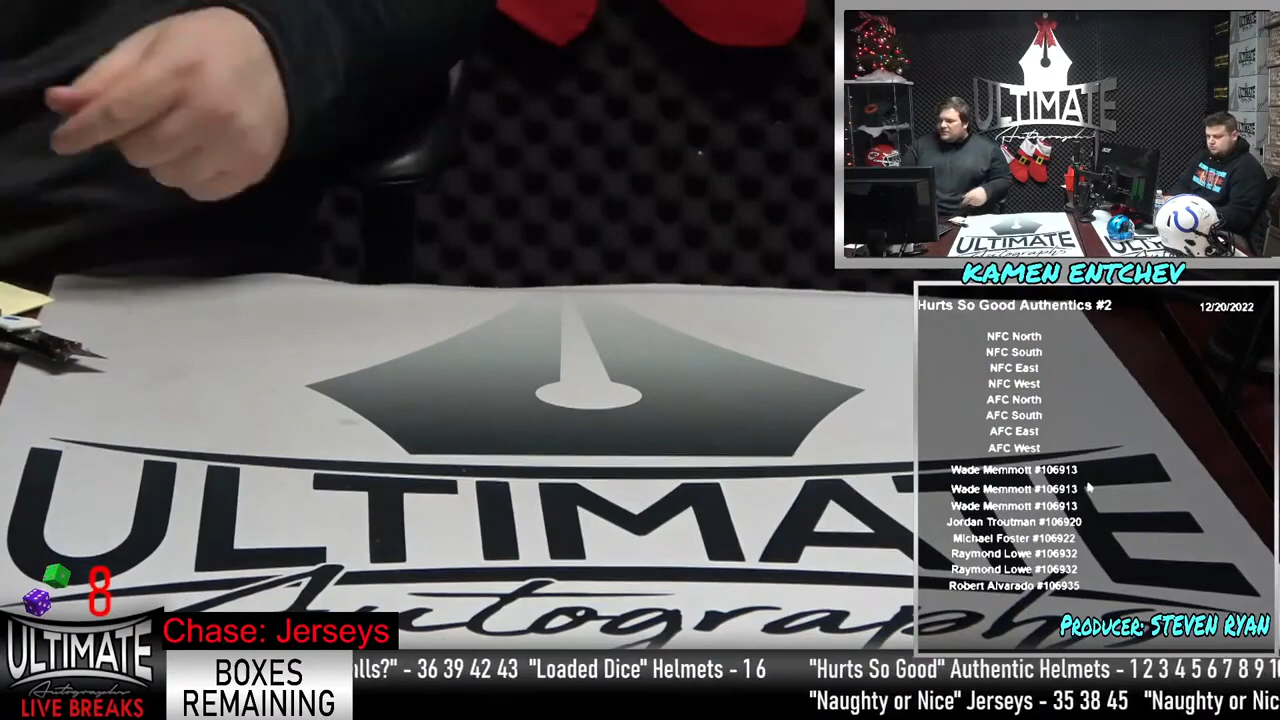 ULTIMATE
Autographs
ULTIMATE
Autographs
ULTIMATE
KAMEN ENTCHEV
Hurts So Good Authentics #2
12/20/2022
NFC North
NFC South
NFC East
NFC West
AFC North
AFC South
AFC East
AFC West
Wade Memmott #106913
Wade Memmott #106913
Wade Memmott #106913
Jordan Troutman #106920
Michael Foster #106922
Raymond Lowe #106932
Raymond Lowe #106932
Robert Alvarado #106935
PRODUCER: STEVEN RYAN
8
ULTIMATE
Autographs
LIVE BREAKS
Chase: Jerseys
BOXES
REMAINING
alls?" - 36 39 42 43 "Loaded Dice" Helmets - 1 6 "Hurts So Good" Authentic Helmets - 1 2 3 4 5 6 7 8 9 1
"Naughty or Nice" Jerseys - 35 38 45 "Naughty or Nic